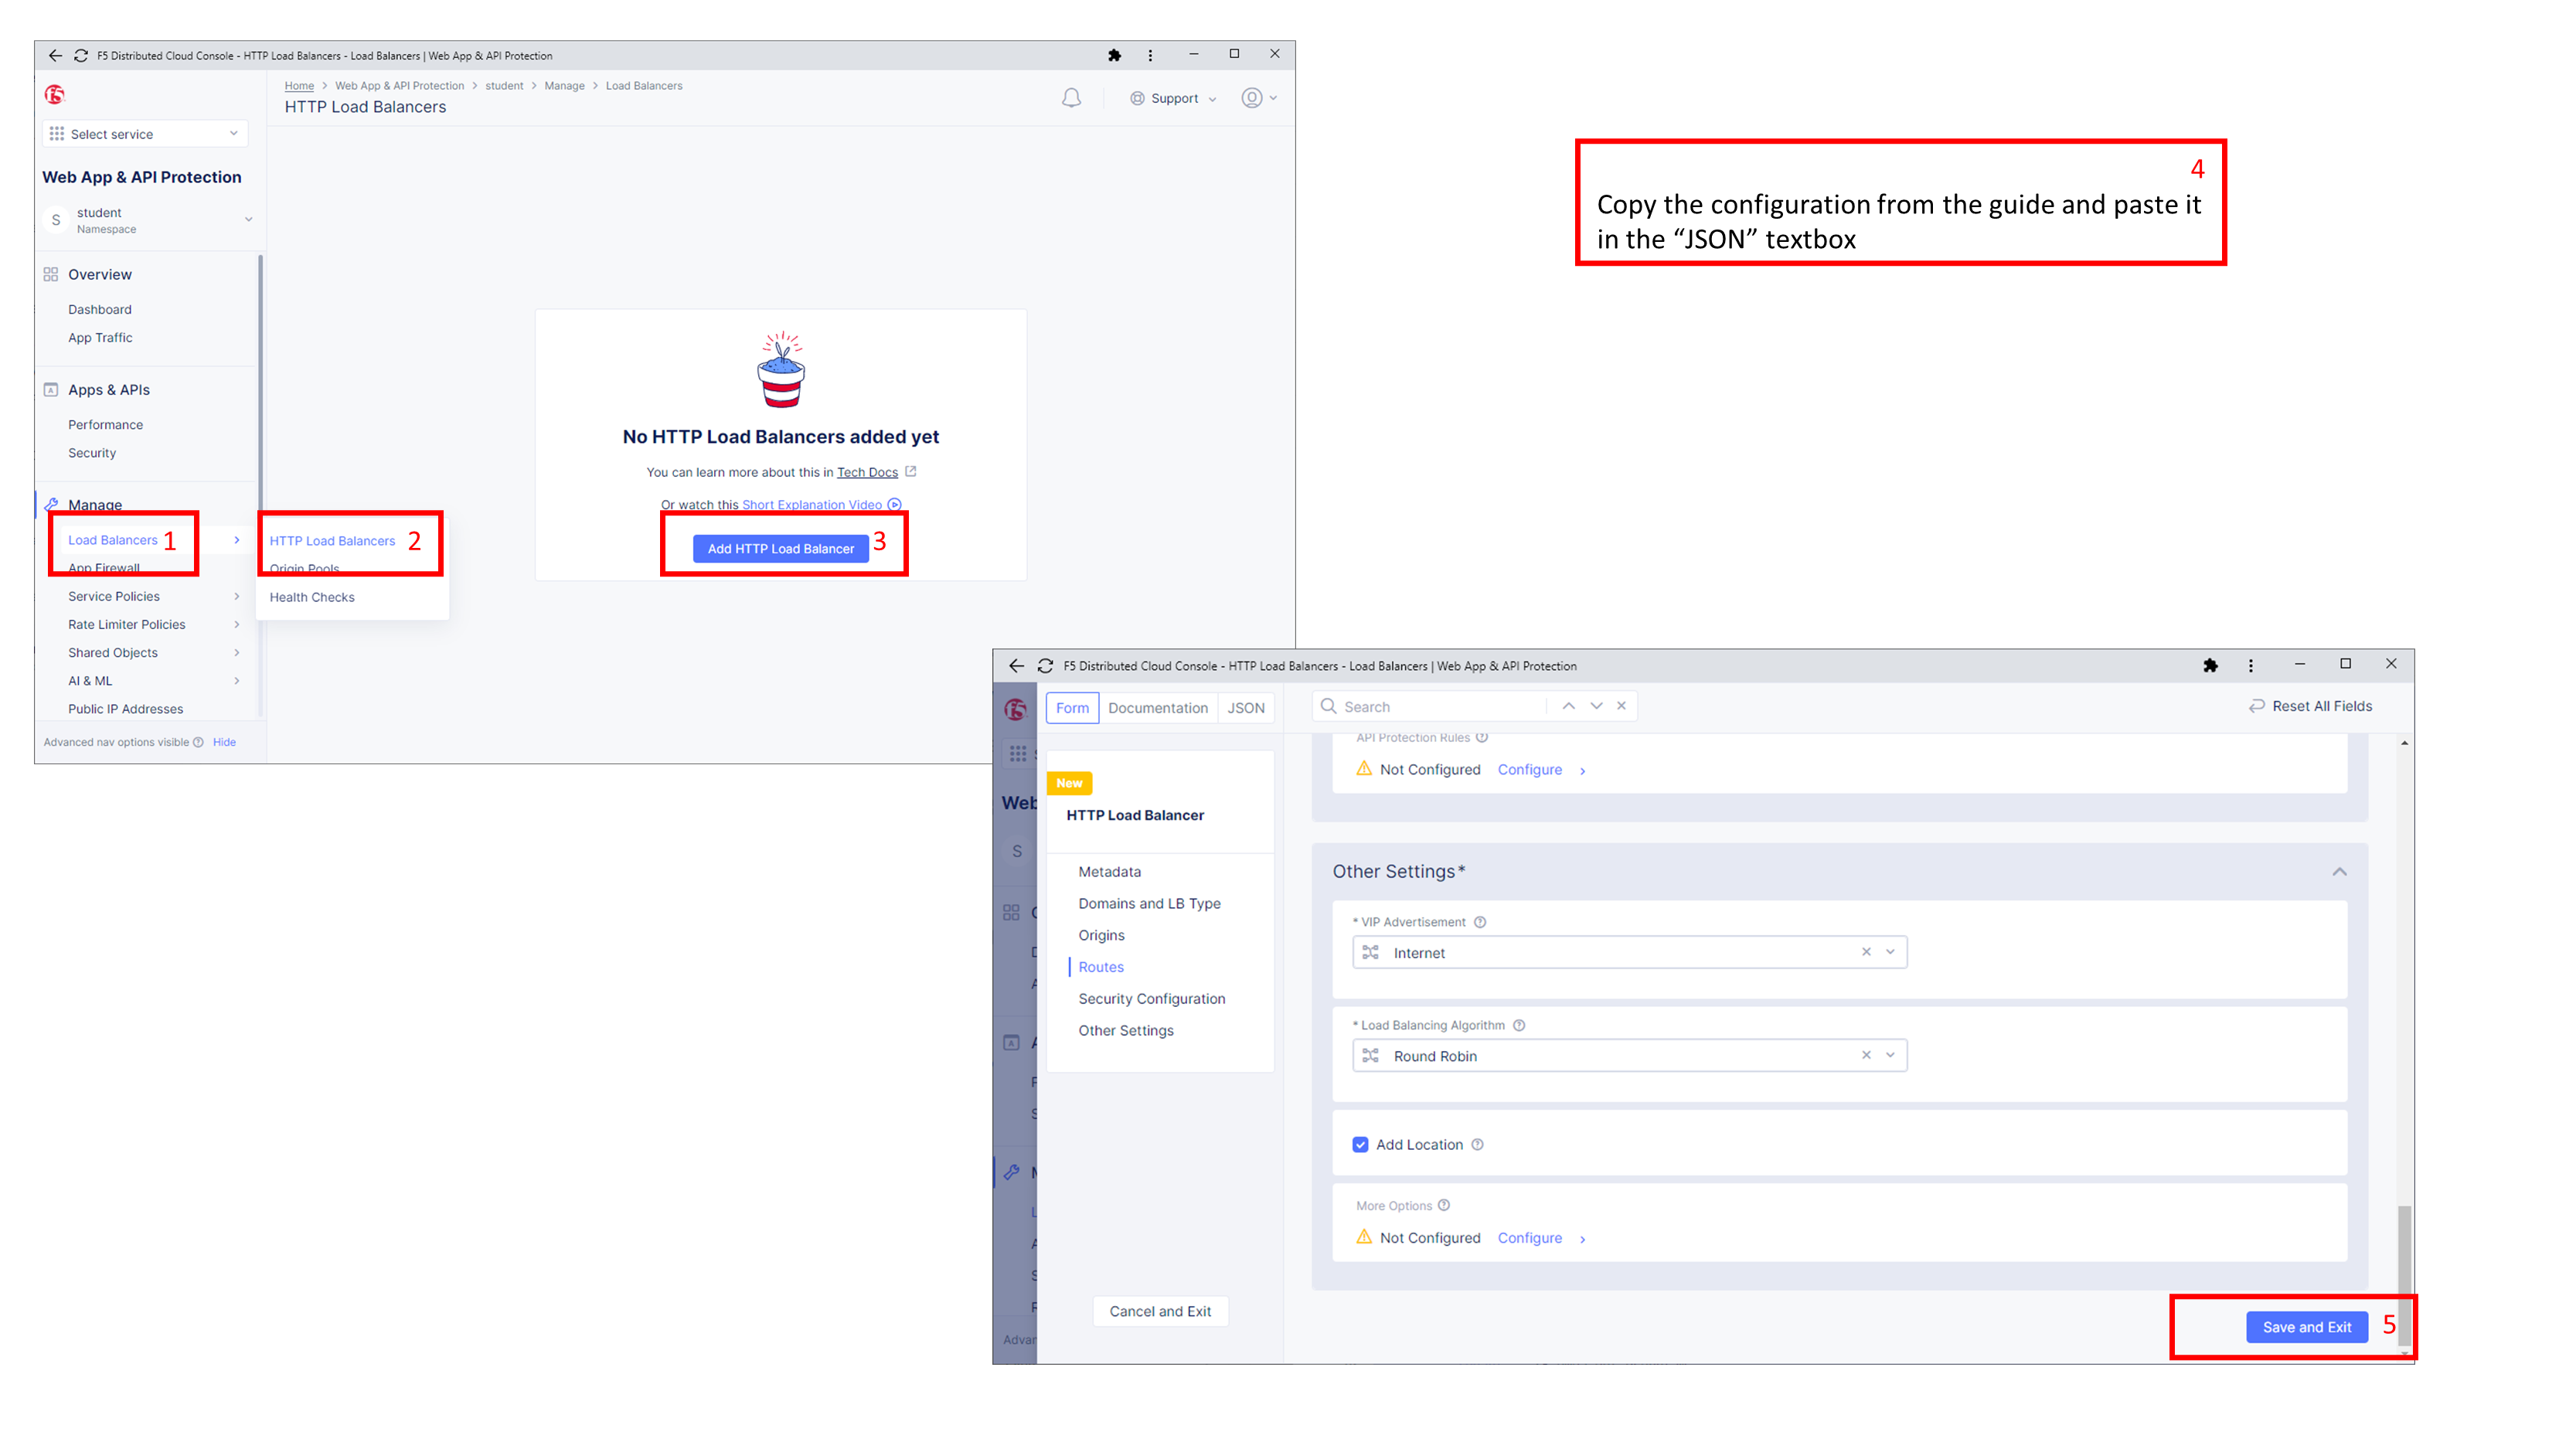 F5 Distributed Cloud Console - HTTP Load Balancers - Load Balancers | Web App & API Protection
Home > Web App & API Protection > student > Manage > Load Balancers
HTTP Load Balancers
Support
Select service
Web App & API Protection
S
student
Namespace
Overview
Dashboard
App Traffic
Apps & APIs
Performance
Security
Manage
Load Balancers 1
App Firewall
Service Policies
Rate Limiter Policies
Shared Objects
AI & ML
Public IP Addresses
Advanced nav options visible Hide
HTTP Load Balancers 2
Origin Pools
Health Checks
No HTTP Load Balancers added yet
You can learn more about this in Tech Docs
Or watch this Short Explanation Video
Add HTTP Load Balancer 3
4
Copy the configuration from the guide and paste it
in the “JSON” textbox
F5 Distributed Cloud Console - HTTP Load Balancers - Load Balancers | Web App & API Protection
Form Documentation JSON
Search
Reset All Fields
Web
S
Advan
New
HTTP Load Balancer
Metadata
Domains and LB Type
Origins
Routes
Security Configuration
Other Settings
Cancel and Exit
API Protection Rules
Not Configured Configure >
Other Settings*
* VIP Advertisement
Internet
* Load Balancing Algorithm
Round Robin
Add Location
More Options
Not Configured Configure >
Save and Exit 5